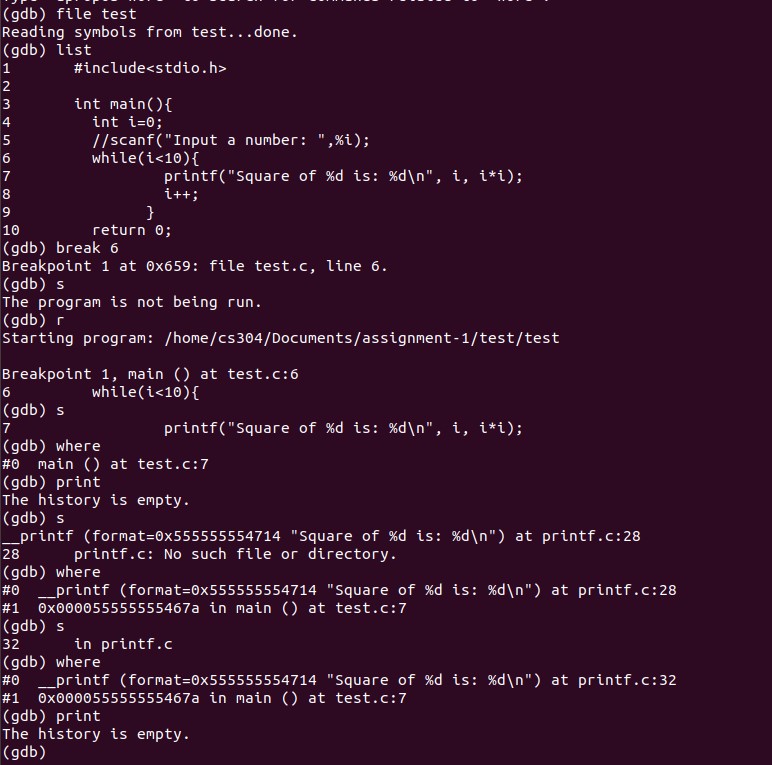 (gdb) file test
Reading symbols from test...done.
(gdb) list
1       #include<stdio.h>
2
3       int main(){
4         int i=0;
5         //scanf("Input a number: ",%i);
6         while(i<10){
7                 printf("Square of %d is: %d\n", i, i*i);
8                 i++;
9               }
10        return 0;
(gdb) break 6
Breakpoint 1 at 0x659: file test.c, line 6.
(gdb) s
The program is not being run.
(gdb) r
Starting program: /home/cs304/Documents/assignment-1/test/test

Breakpoint 1, main () at test.c:6
6         while(i<10){
(gdb) s
7                 printf("Square of %d is: %d\n", i, i*i);
(gdb) where
#0  main () at test.c:7
(gdb) print
The history is empty.
(gdb) s
__printf (format=0x555555554714 "Square of %d is: %d\n") at printf.c:28
28      printf.c: No such file or directory.
(gdb) where
#0  __printf (format=0x555555554714 "Square of %d is: %d\n") at printf.c:28
#1  0x000055555555467a in main () at test.c:7
(gdb) s
32      in printf.c
(gdb) where
#0  __printf (format=0x555555554714 "Square of %d is: %d\n") at printf.c:32
#1  0x000055555555467a in main () at test.c:7
(gdb) print
The history is empty.
(gdb)